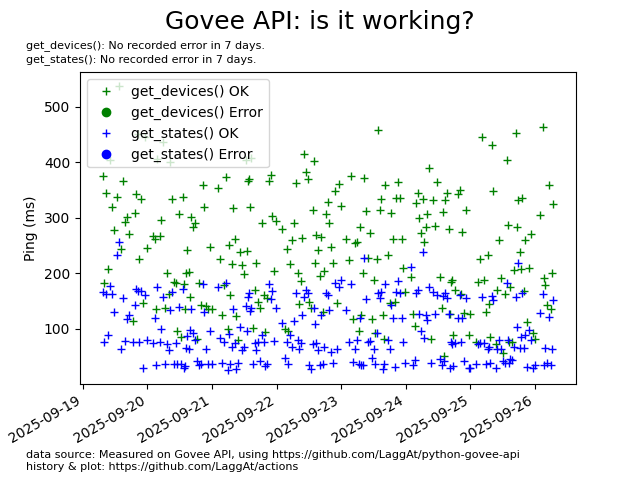 Govee API: is it working?
get_devices(): No recorded error in 7 days.
get_states(): No recorded error in 7 days.
get_devices() OK
get_devices() Error
get_states() OK
get_states() Error
Ping (ms)
500
400
300
200
100
2025-09-19
2025-09-20
2025-09-21
2025-09-22
2025-09-23
2025-09-24
2025-09-25
2025-09-26
data source: Measured on Govee API, using https://github.com/LaggAt/python-govee-api
history & plot: https://github.com/LaggAt/actions